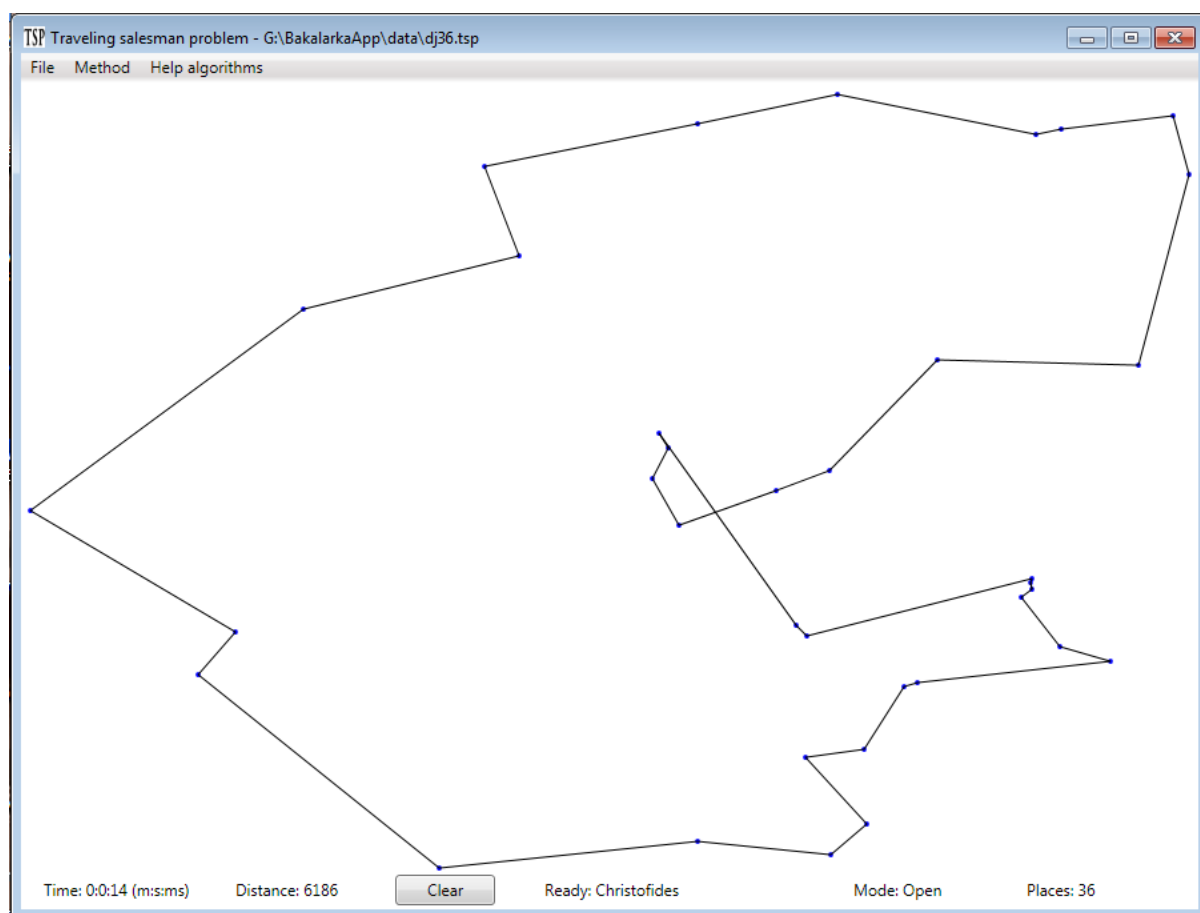 TSP Traveling salesman problem - G:\BakalarkaApp\data\dj36.tsp
File Method Help algorithms
Time: 0:0:14 (m:s:ms) Distance: 6186 Clear Ready: Christofides Mode: Open Places: 36